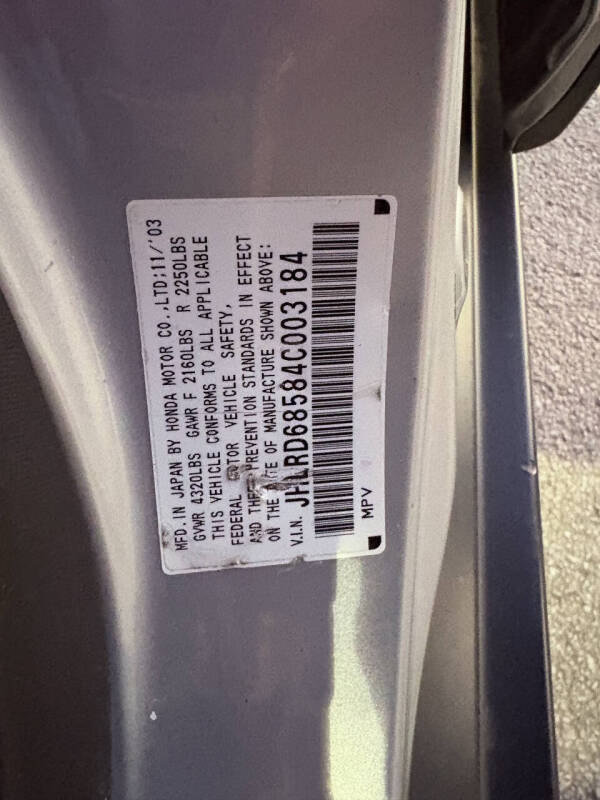 MFD. IN JAPAN BY HONDA MOTOR CO.,LTD;11/'03
GVWR 4320LBS GAWR F 2160LBS R 2250LBS
THIS VEHICLE CONFORMS TO ALL APPLICABLE
FEDERAL MOTOR VEHICLE SAFETY,
AND THEFT PREVENTION STANDARDS IN EFFECT
ON THE DATE OF MANUFACTURE SHOWN ABOVE:
V.I.N. JHLRD68584C003184
MPV